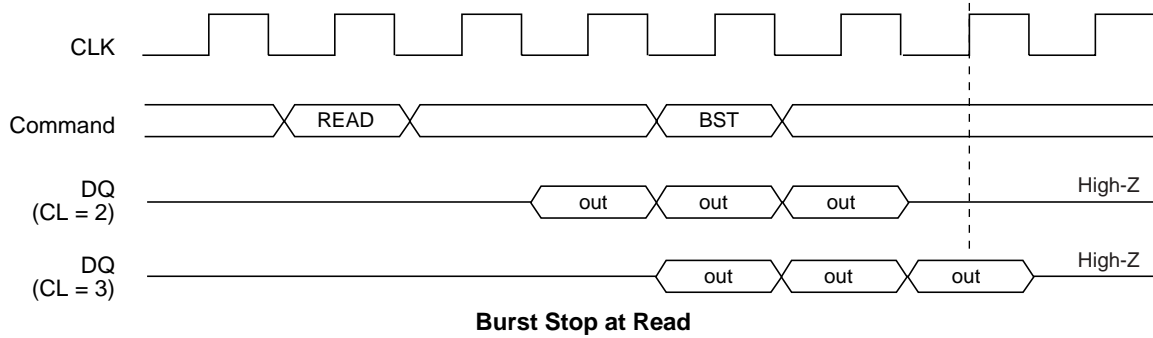 CLK
Command
READ
BST
DQ
(CL = 2)
out
out
out
High-Z
DQ
(CL = 3)
out
out
out
High-Z
Burst Stop at Read